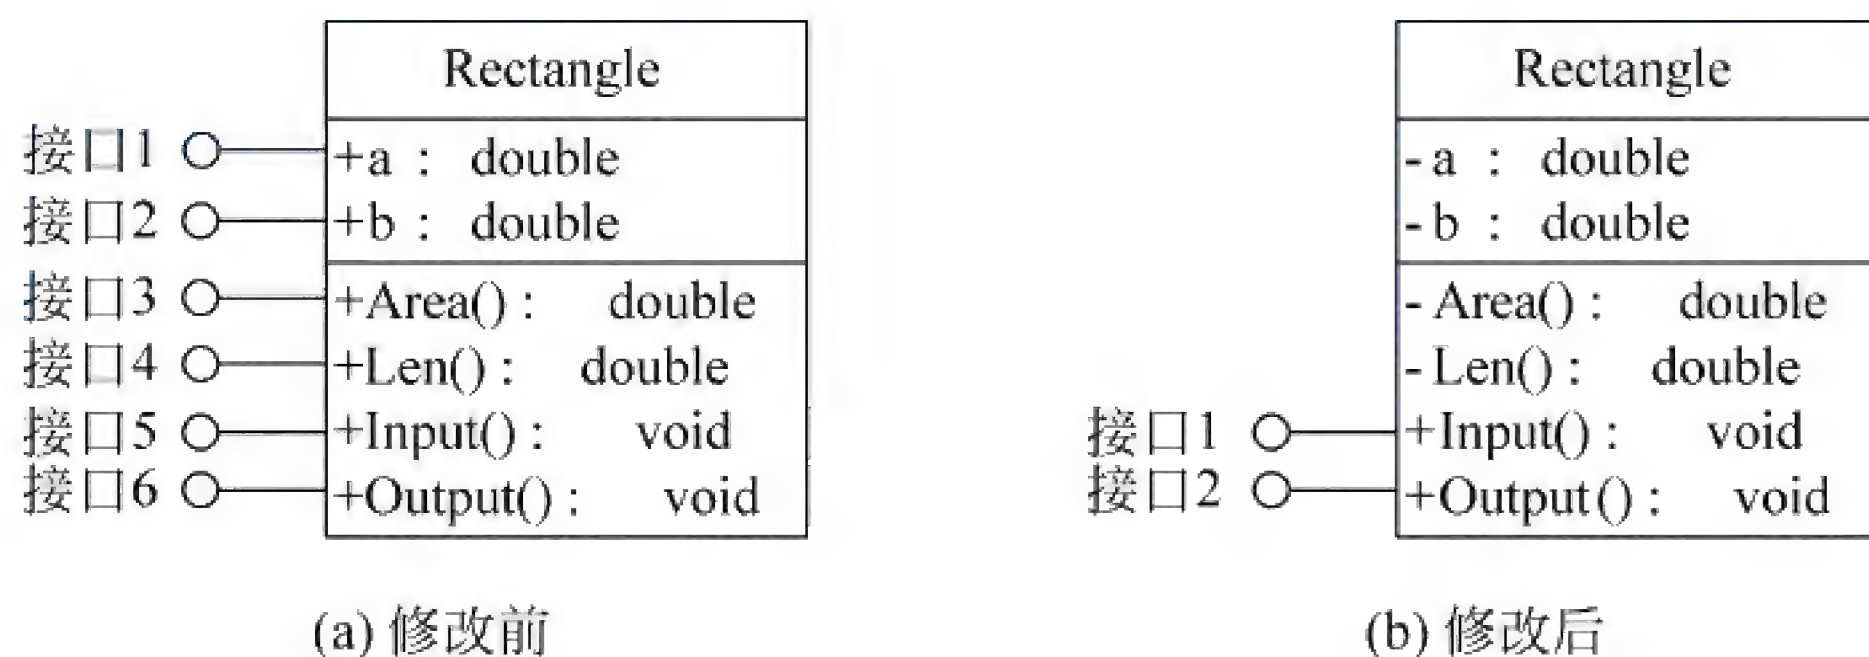 Rectangle
接口1 +a : double
接口2 +b : double
接口3 +Area() : double
接口4 +Len() : double
接口5 +Input() : void
接口6 +Output() : void
(a) 修改前
Rectangle
- a : double
- b : double
- Area() : double
- Len() : double
接口1 +Input() : void
接口2 +Output() : void
(b) 修改后